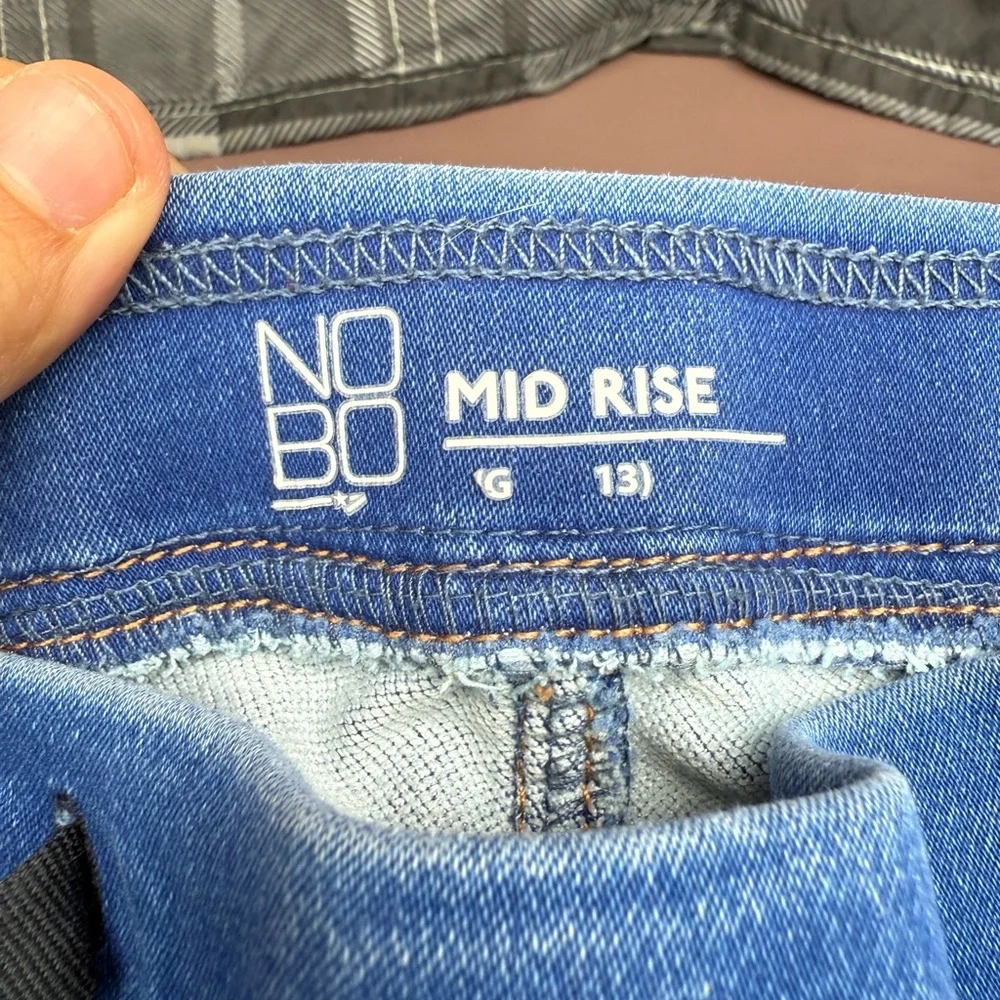 NO
BO
MID RISE
G 13)